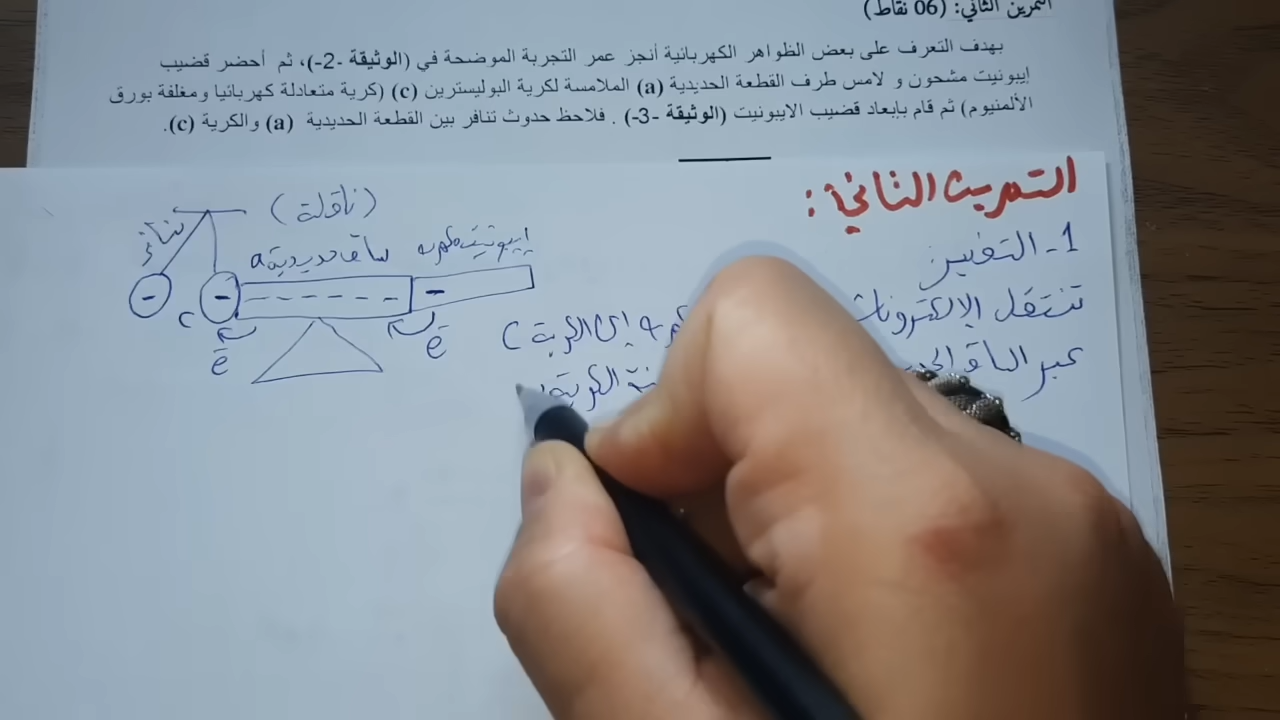 التمرين الثاني: (06 نقاط)
بهدف التعرف على بعض الظواهر الكهربائية أنجز عمر التجربة الموضحة في (الوثيقة -2-)، ثم أحضر قضيب
إيبونيت مشحون و لامس طرف القطعة الحديدية (a) الملامسة لكرية البوليسترين (c) (كرية متعادلة كهربائيا ومغلفة بورق
الألمنيوم) ثم قام بإبعاد قضيب الايبونيت (الوثيقة -3-) . فلاحظ حدوث تنافر بين القطعة الحديدية (a) والكرية (c).
التمرين الثاني:
1- التفسير
تنتقل الإلكترونات
إلى الكرية C
عبر الساق
الكرية
(ناقلة)
تنافر
ساق حديدية a
إيبونيت
- - - - - - -
C
e̅
e̅